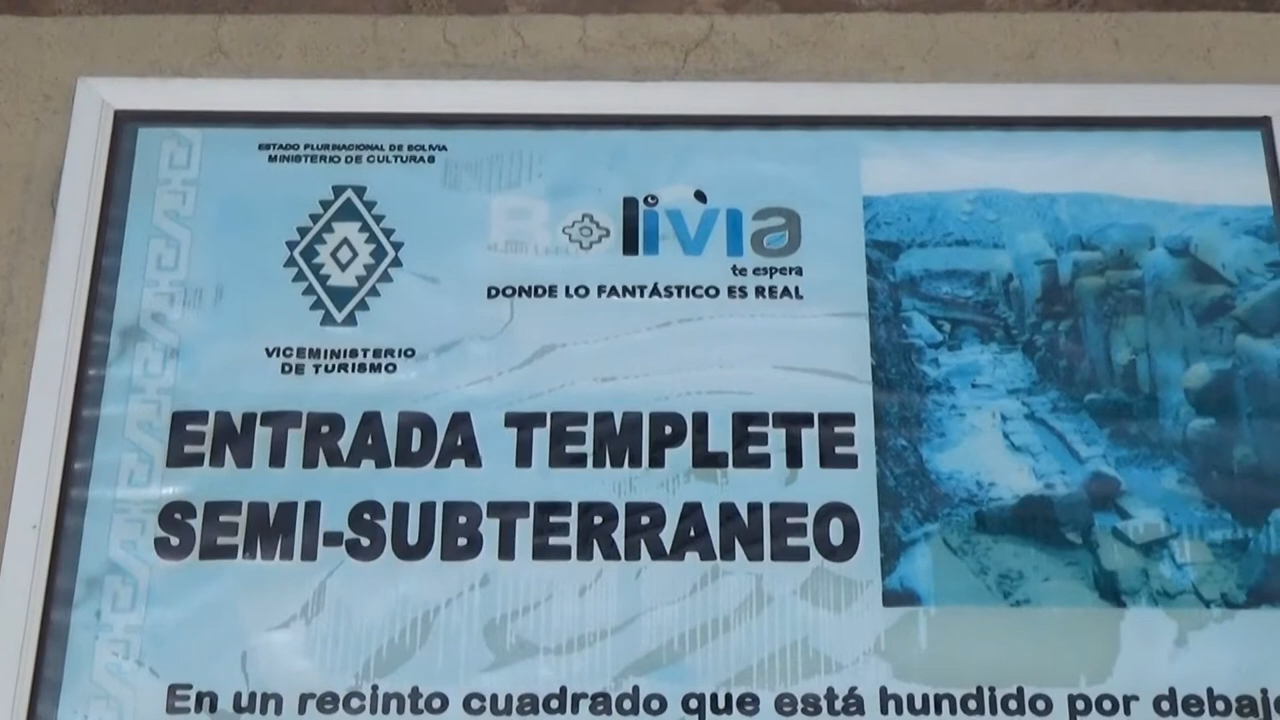 ESTADO PLURINACIONAL DE BOLIVIA
MINISTERIO DE CULTURAS
Bolivia
te espera
DONDE LO FANTÁSTICO ES REAL
VICEMINISTERIO
DE TURISMO
ENTRADA TEMPLETE
SEMI-SUBTERRANEO
En un recinto cuadrado que está hundido por debajo